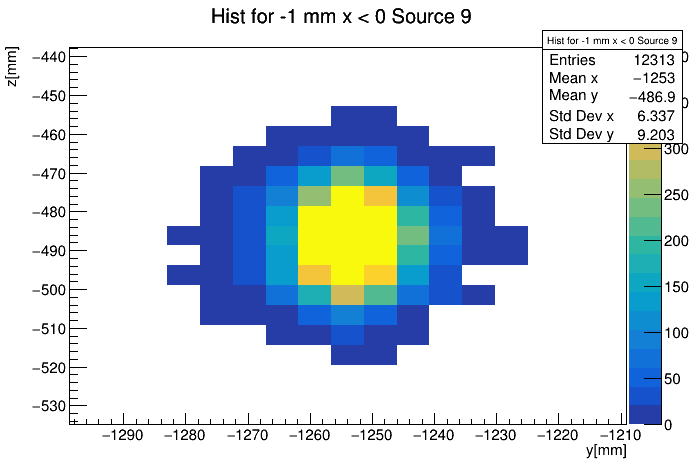 Hist for -1 mm x < 0 Source 9
Hist for -1 mm x < 0 Source 9
Entries 12313
Mean x −1253
Mean y −486.9
Std Dev x 6.337
Std Dev y 9.203
z[mm]
−440
−450
−460
−470
−480
−490
−500
−510
−520
−530
−1290 −1280 −1270 −1260 −1250 −1240 −1230 −1220 −1210
y[mm]
300
250
200
150
100
50
0